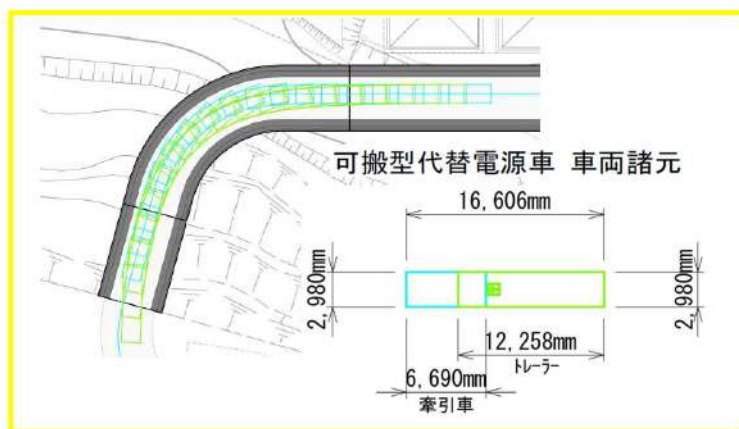 可搬型代替電源車 車両諸元
16,606mm
2,980mm
2,980mm
12,258mm
トレーラー
6,690mm
牽引車